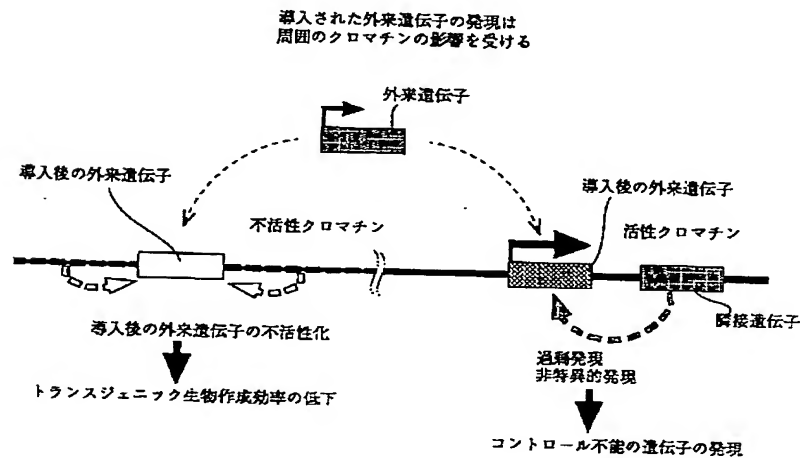 導入された外来遺伝子の発現は
周囲のクロマチンの影響を受ける
外来遺伝子
導入後の外来遺伝子
導入後の外来遺伝子
不活性クロマチン
活性クロマチン
隣接遺伝子
導入後の外来遺伝子の不活性化
過剰発現
非特異的発現
トランスジェニック生物作成効率の低下
コントロール不能の遺伝子の発現